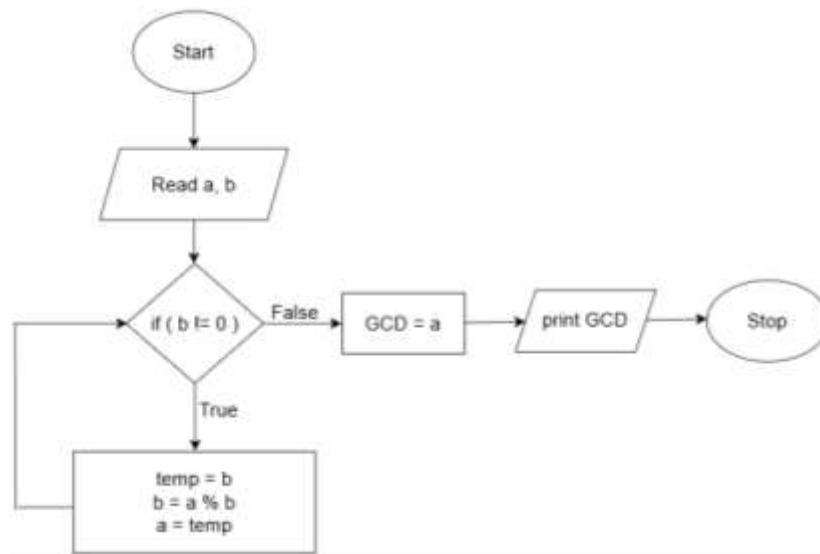 Start
Read a, b
if ( b != 0 )
False
GCD = a
print GCD
Stop
True
temp = b
b = a % b
a = temp